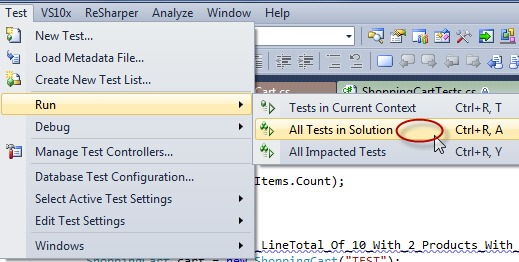 Test VS10x ReSharper Analyze Window Help
New Test...
Load Metadata File...
Create New Test List...
Cart.cs ShoppingCartTests.cs
Run
Tests in Current Context Ctrl+R, T
Debug
All Tests in Solution Ctrl+R, A
Manage Test Controllers...
All Impacted Tests Ctrl+R, Y
Database Test Configuration...
Items.Count);
Select Active Test Settings
Edit Test Settings
_LineTotal_Of_10_With_2_Products_With_
Windows
ShoppingCart cart = new ShoppingCart("TEST");